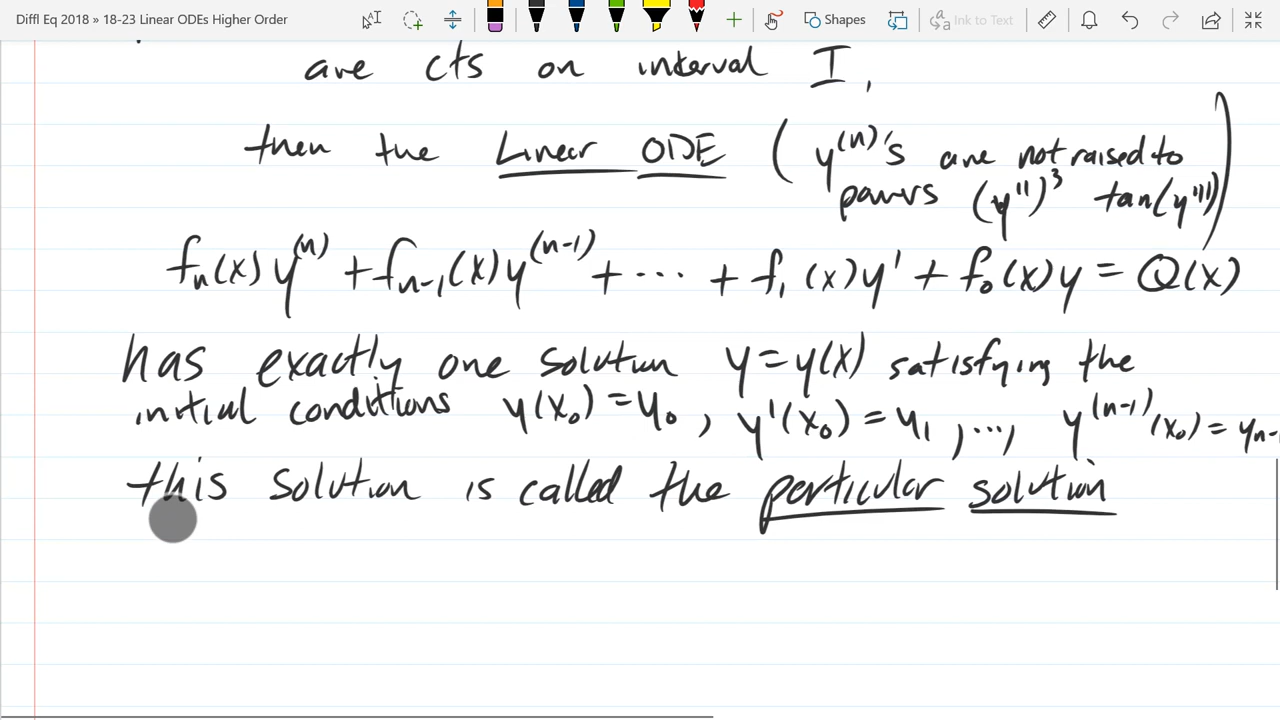 Diffl Eq 2018 » 18-23 Linear ODEs Higher Order
Shapes
Ink to Text
are cts on interval I,
then the Linear ODE ( y^(n)'s are not raised to
powers (y'')^3 tan(y''') )
f_n(x) y^(n) + f_{n-1}(x) y^(n-1) + ... + f_1(x)y' + f_0(x)y = Q(x)
has exactly one solution y = y(x) satisfying the
initial conditions y(x_0) = y_0, y'(x_0) = y_1, ..., y^(n-1)(x_0) = y_{n-1}
this solution is called the particular solution